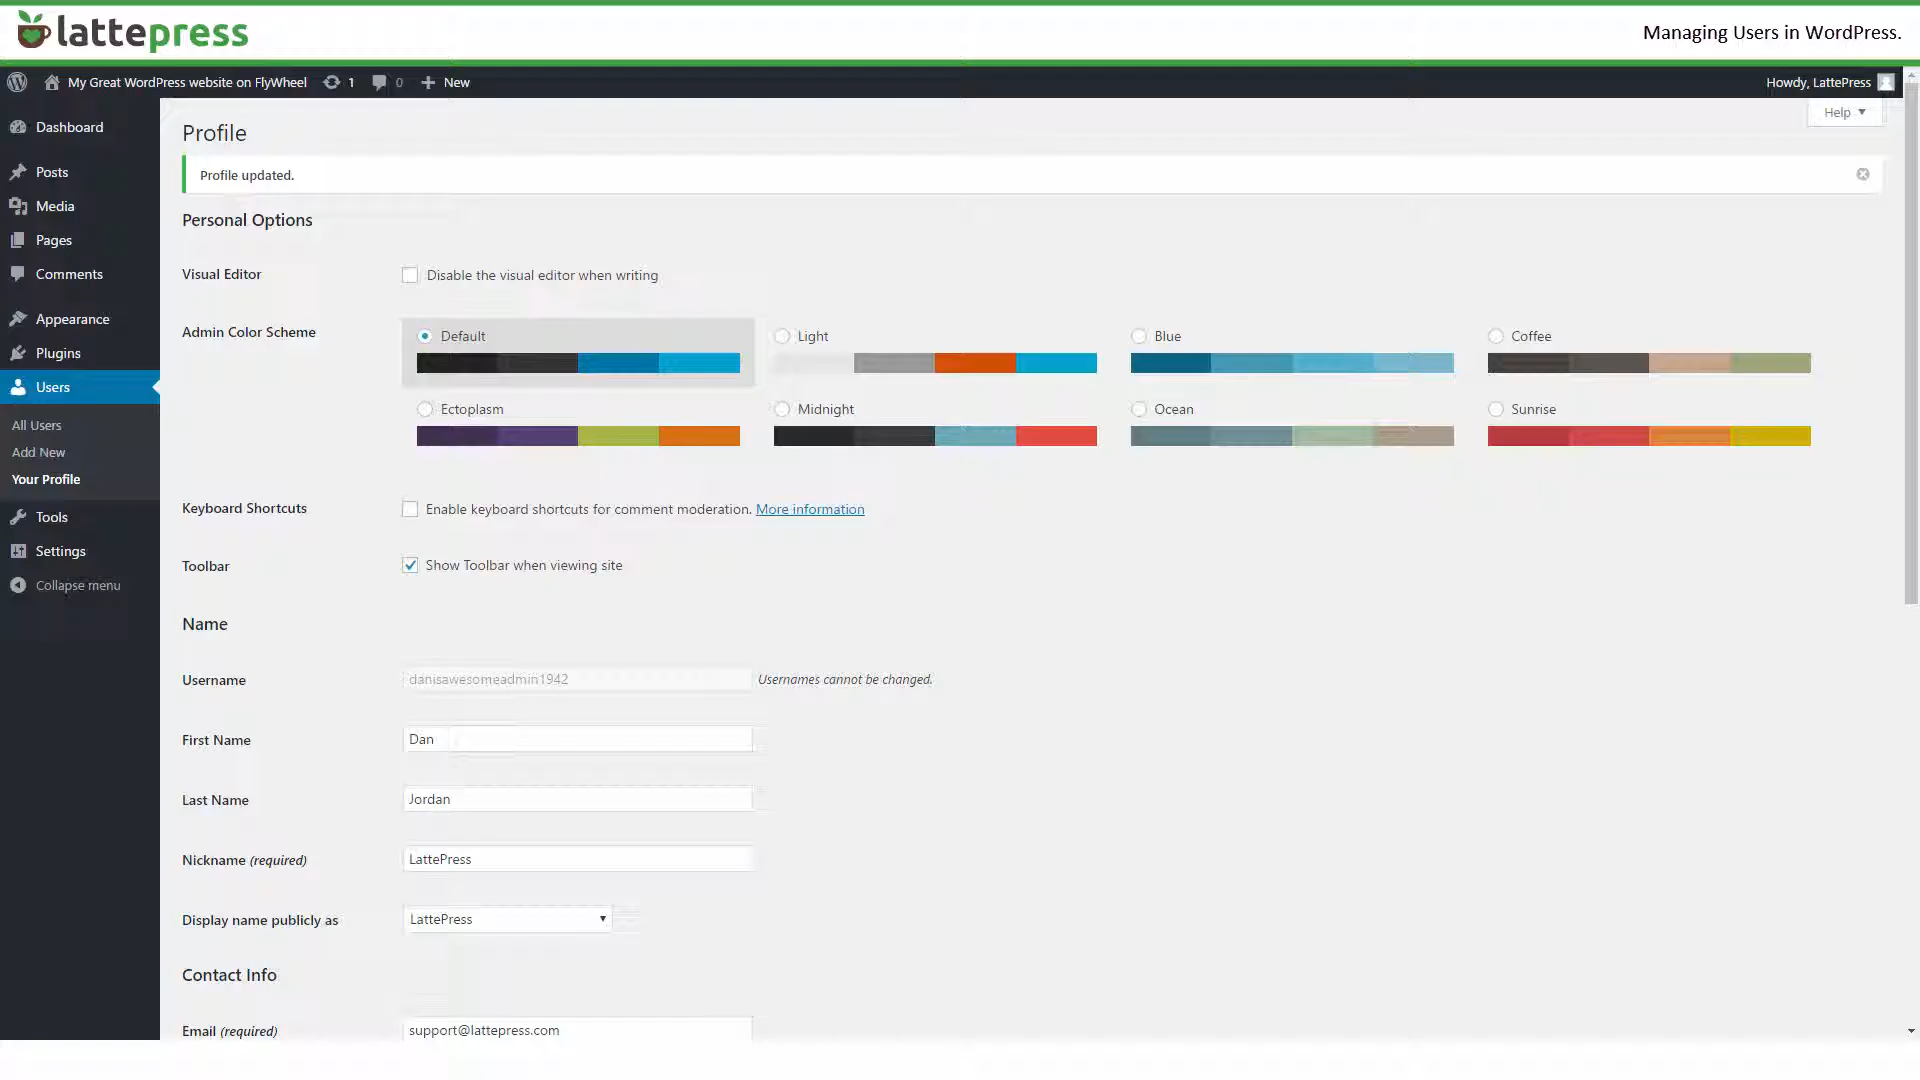 lattepress
Managing Users in WordPress.
My Great WordPress website on FlyWheel 1 0 New
Howdy, LattePress
Help
Dashboard
Posts
Media
Pages
Comments
Appearance
Plugins
Users
All Users
Add New
Your Profile
Tools
Settings
Collapse menu
Profile
Profile updated.
Personal Options
Visual Editor
Disable the visual editor when writing
Admin Color Scheme
Default
Light
Blue
Coffee
Ectoplasm
Midnight
Ocean
Sunrise
Keyboard Shortcuts
Enable keyboard shortcuts for comment moderation. More information
Toolbar
Show Toolbar when viewing site
Name
Username
danisawesomeadmin1942
Usernames cannot be changed.
First Name
Dan
Last Name
Jordan
Nickname (required)
LattePress
Display name publicly as
LattePress
Contact Info
Email (required)
support@lattepress.com